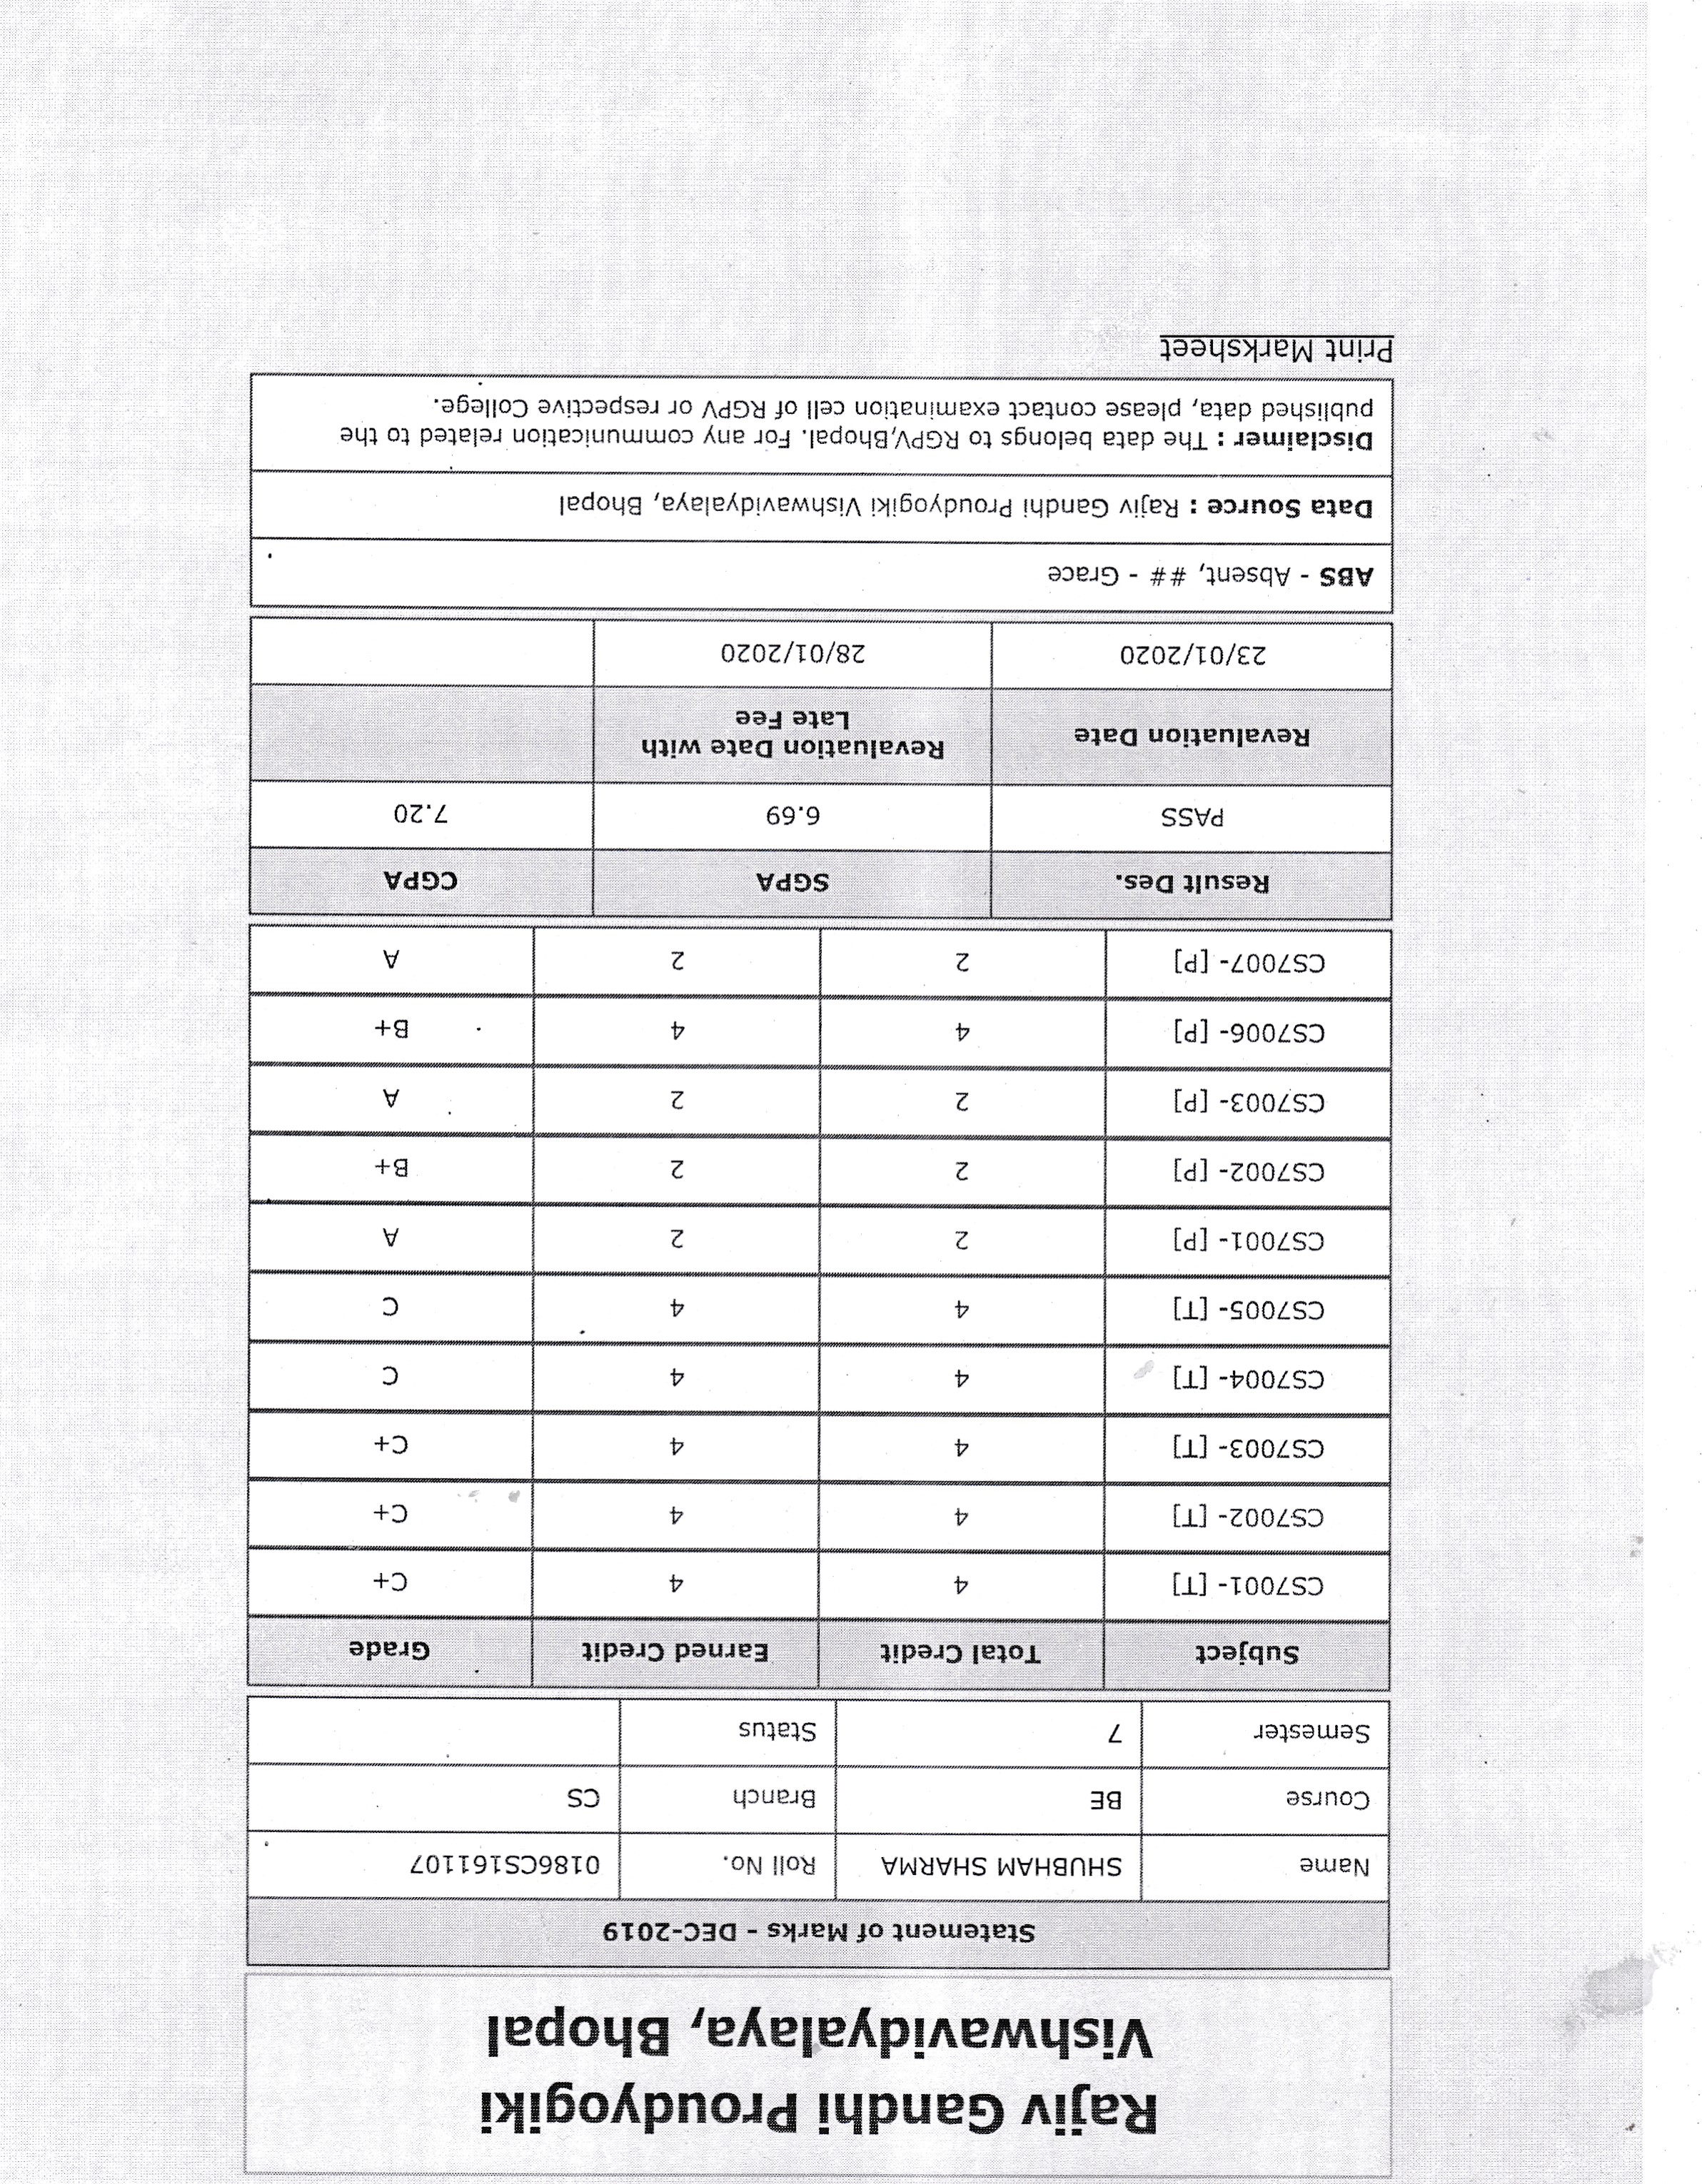 Rajiv Gandhi Proudyogiki
Vishwavidyalaya, Bhopal
Statement of Marks - DEC-2019
Name SHUBHAM SHARMA Roll No. 0186CS161107
Course BE Branch CS
Semester 7 Status
Subject Total Credit Earned Credit Grade
CS7001- [T] 4 4 C+
CS7002- [T] 4 4 C+
CS7003- [T] 4 4 C+
CS7004- [T] 4 4 C
CS7005- [T] 4 4 C
CS7001- [P] 2 2 A
CS7002- [P] 2 2 B+
CS7003- [P] 2 2 A
CS7006- [P] 4 4 B+
CS7007- [P] 2 2 A
Result Des. SGPA CGPA
PASS 6.69 7.20
Revaluation Date Revaluation Date with
Late Fee
23/01/2020 28/01/2020
ABS - Absent, ## - Grace
Data Source : Rajiv Gandhi Proudyogiki Vishwavidyalaya, Bhopal
Disclaimer : The data belongs to RGPV,Bhopal. For any communication related to the
published data, please contact examination cell of RGPV or respective College.
Print Marksheet